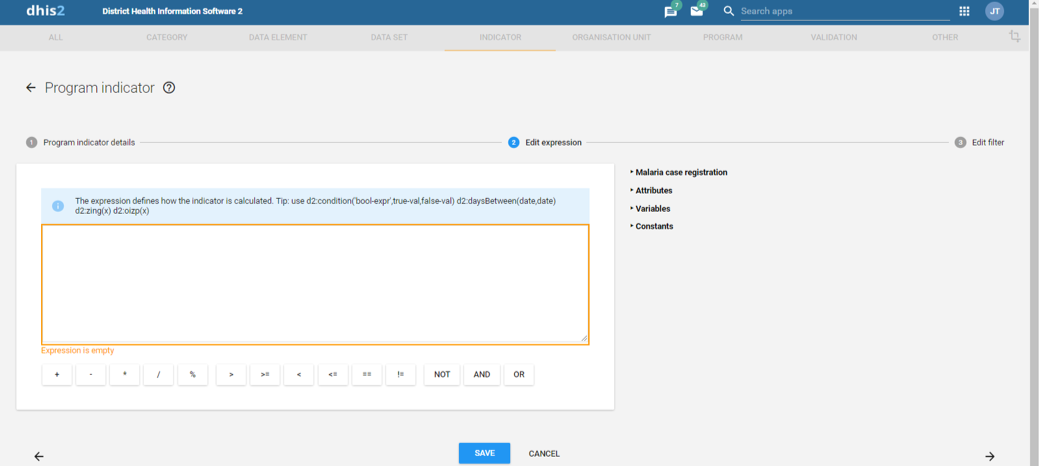 dhis2 District Health Information Software 2 7 43 Search apps JT
ALL CATEGORY DATA ELEMENT DATA SET INDICATOR ORGANISATION UNIT PROGRAM VALIDATION OTHER
Program indicator
1 Program indicator details 2 Edit expression 3 Edit filter
The expression defines how the indicator is calculated. Tip: use d2:condition('bool-expr',true-val,false-val) d2:daysBetween(date,date)
d2:zing(x) d2:oizp(x)
Expression is empty
+ - * / % > >= < <= == != NOT AND OR
Malaria case registration
Attributes
Variables
Constants
SAVE CANCEL